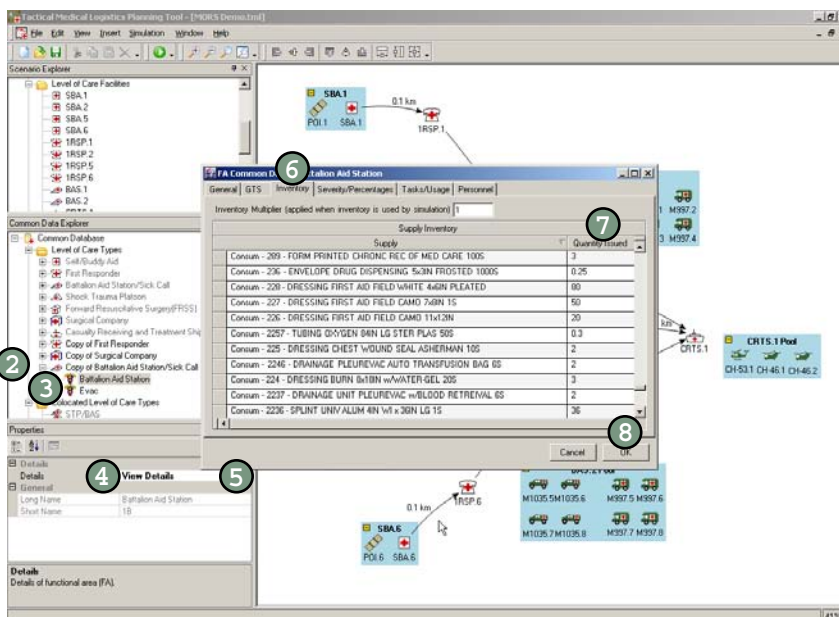 Tactical Medical Logistics Planning Tool - [MORS Demo.tml]
File Edit View Insert Simulation Window Help
Scenario Explorer
Level of Care Facilities
SBA.1
SBA.2
SBA.5
SBA.6
1RSP.1
1RSP.2
1RSP.5
1RSP.6
BAS.1
BAS.2
Common Data Explorer
Common Database
Level of Care Types
Self/Buddy Aid
First Responder
Battalion Aid Station/Sick Call
Shock Trauma Platoon
Forward Resuscitative Surgery(FRSS)
Surgical Company
Casualty Receiving and Treatment Ship
Copy of First Responder
Copy of Surgical Company
Copy of Battalion Aid Station/Sick Call
2
Battalion Aid Station
3
Evac
Colocated Level of Care Types
STP/BAS
Properties
Details
Details View Details
4 5
General
Long Name Battalion Aid Station
Short Name 1B
Details
Details of functional area (FA).
SBA.1
POI.1 SBA.1
0.1 km
1RSP.1
M997.2
M997.4
FA Common
Battalion Aid Station
6
General GTS Inventory Severity/Percentages Tasks/Usage Personnel
Inventory Multiplier (applied when inventory is used by simulation) 1
7
Supply Inventory
Supply Quantity Issued
Consum - 289 - FORM PRINTED CHRONC REC OF MED CARE 100S 3
Consum - 236 - ENVELOPE DRUG DISPENSING 5x3IN FROSTED 1000S 0.25
Consum - 228 - DRESSING FIRST AID FIELD WHITE 4x6IN PLEATED 80
Consum - 227 - DRESSING FIRST AID FIELD CAMO 7x8IN 1S 50
Consum - 226 - DRESSING FIRST AID FIELD CAMO 11x12IN 20
Consum - 2257 - TUBING OXYGEN 84IN LG STER PLAS 50S 0.3
Consum - 225 - DRESSING CHEST WOUND SEAL ASHERMAN 10S 2
Consum - 2246 - DRAINAGE PLEUREVAC AUTO TRANSFUSION BAG 6S 2
Consum - 224 - DRESSING BURN 8x18IN w/WATER-GEL 20S 3
Consum - 2237 - DRAINAGE UNIT PLEUREVAC w/BLOOD RETREIVAL 6S 2
Consum - 2236 - SPLINT UNIV ALUM 4IN WI x 36IN LG 1S 36
8
Cancel OK
km
CRTS.1
CRTS.1 Pool
CH-53.1 CH-46.1 CH-46.2
BAS.2 Pool
M1035.5 M1035.6 M997.5 M997.6
M1035.7 M1035.8 M997.7 M997.8
1RSP.6
0.1 km
SBA.6
POI.6 SBA.6